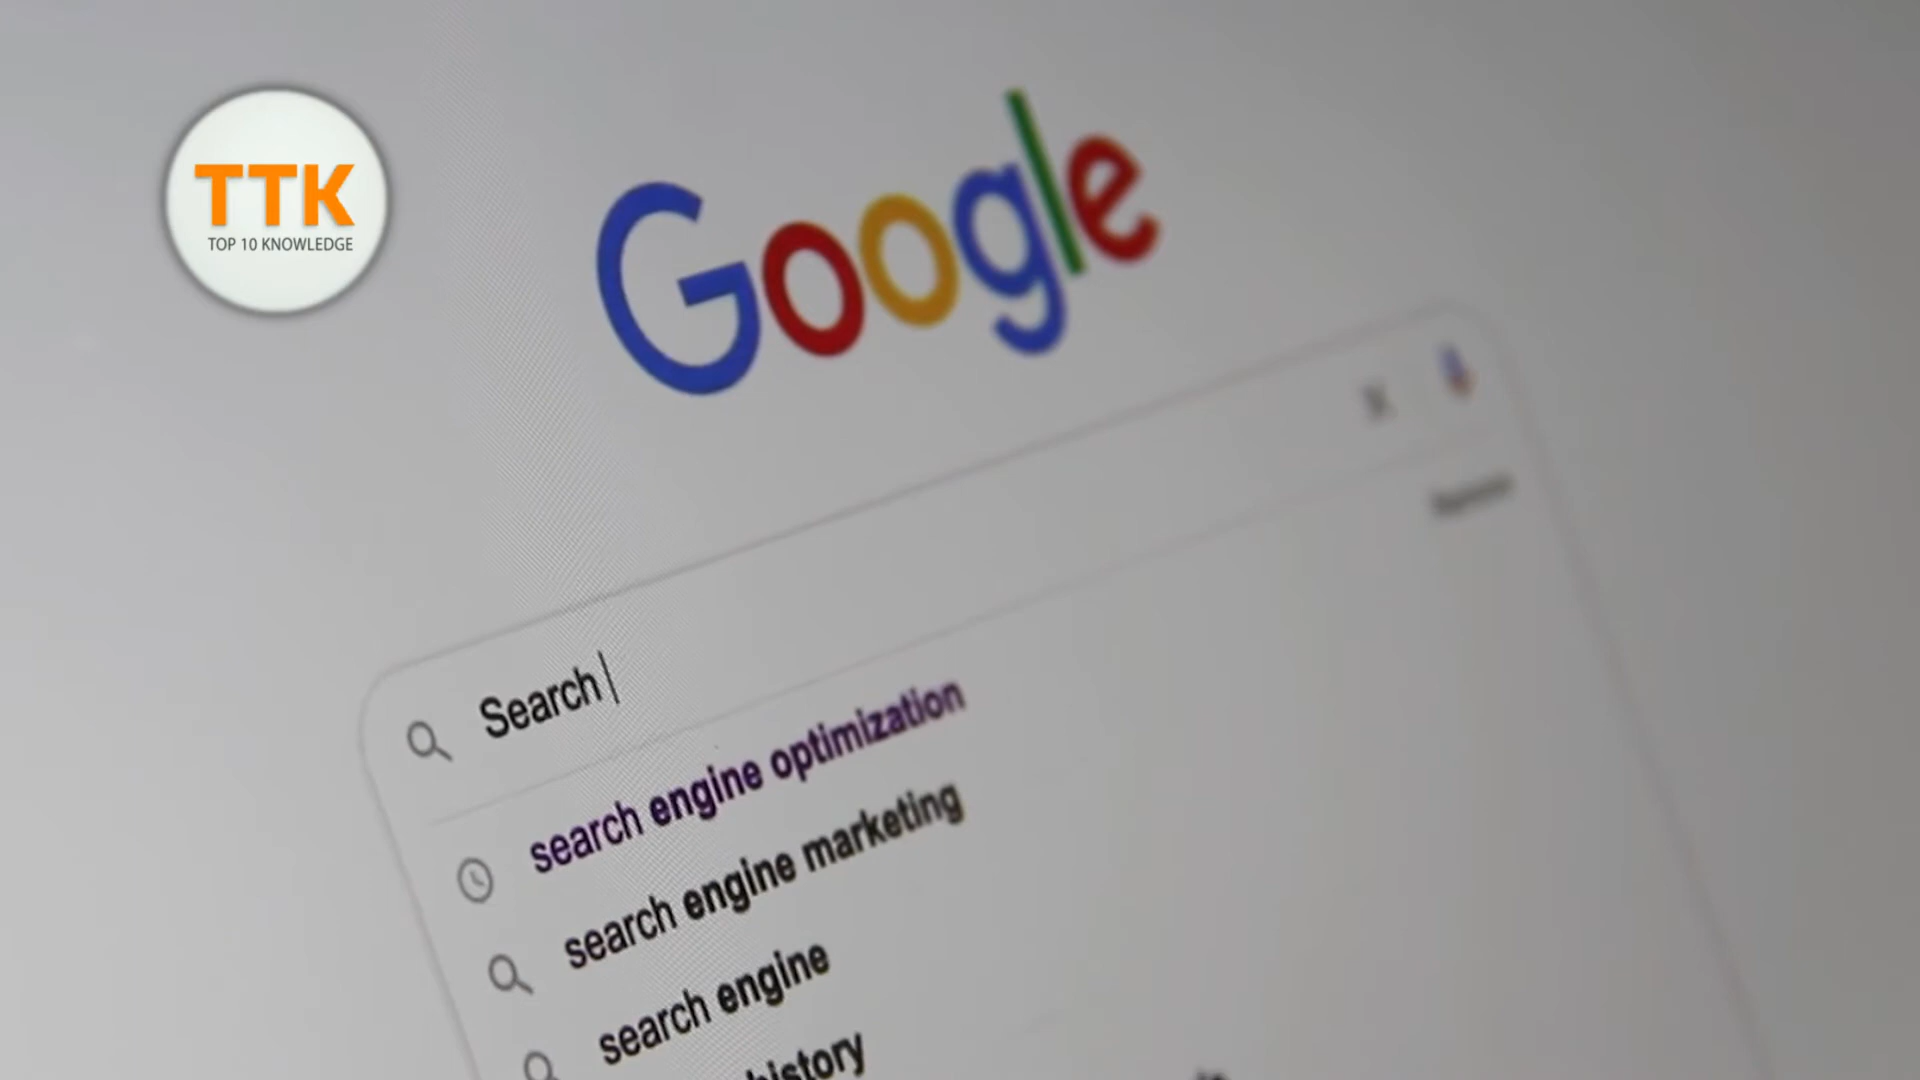 TTK
TOP 10 KNOWLEDGE
Google
Search
search engine optimization
search engine marketing
search engine
history